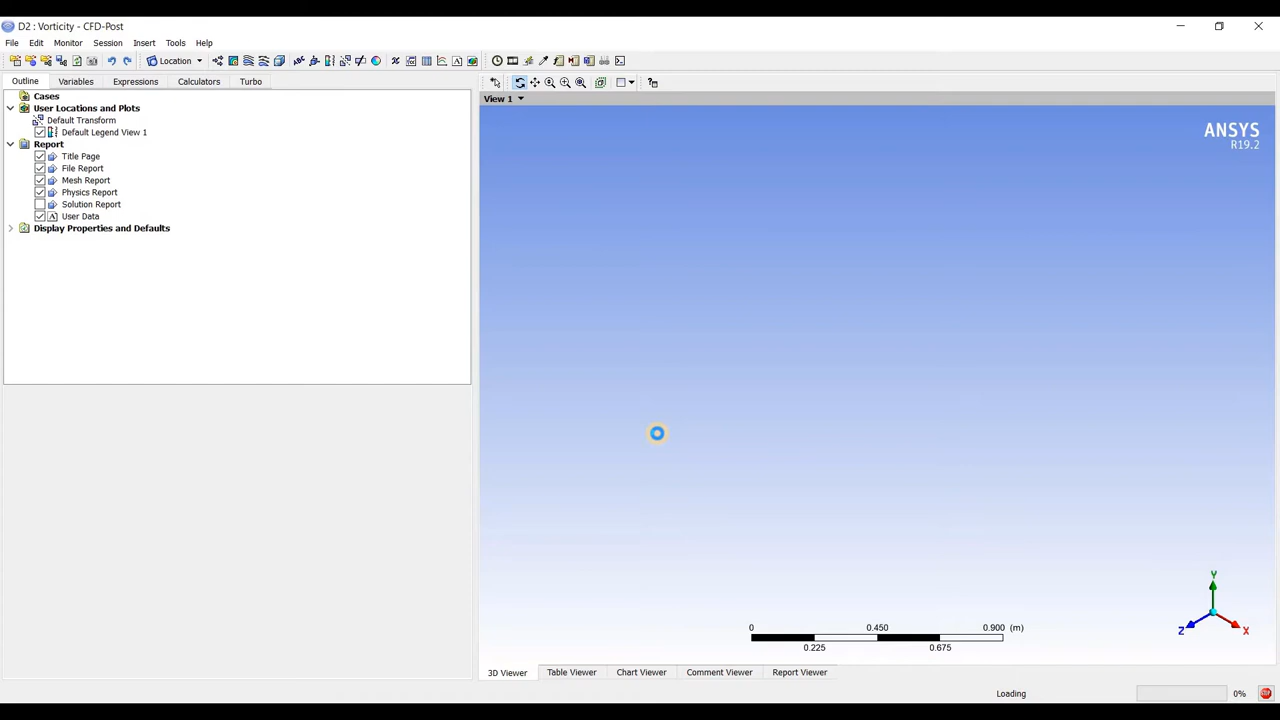 D2 : Vorticity - CFD-Post
File Edit Monitor Session Insert Tools Help
Location
Outline Variables Expressions Calculators Turbo
Cases
User Locations and Plots
Default Transform
Default Legend View 1
Report
Title Page
File Report
Mesh Report
Physics Report
Solution Report
A User Data
Display Properties and Defaults
View 1
ANSYS
R19.2
0 0.450 0.900 (m)
0.225 0.675
Y
Z X
3D Viewer Table Viewer Chart Viewer Comment Viewer Report Viewer
Loading 0%